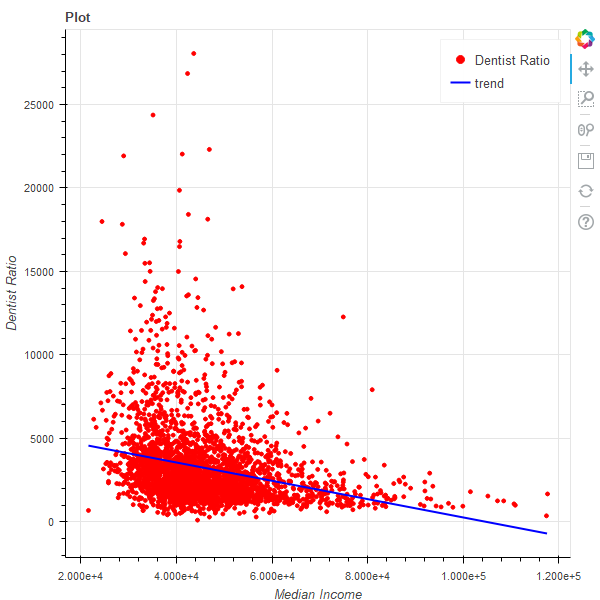 Plot
Dentist Ratio
trend
25000
20000
15000
10000
5000
0
Dentist Ratio
2.000e+4 4.000e+4 6.000e+4 8.000e+4 1.000e+5 1.200e+5
Median Income